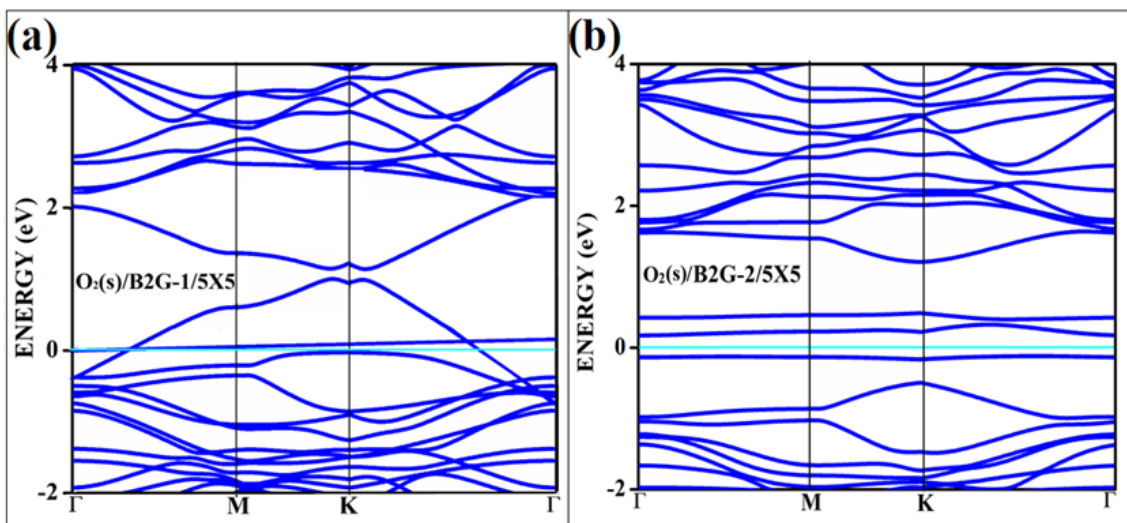 (a)
ENERGY (eV)
4
2
0
-2
O₂(s)/B2G-1/5X5
Γ M K Γ
(b)
ENERGY (eV)
4
2
0
-2
O₂(s)/B2G-2/5X5
Γ M K Γ